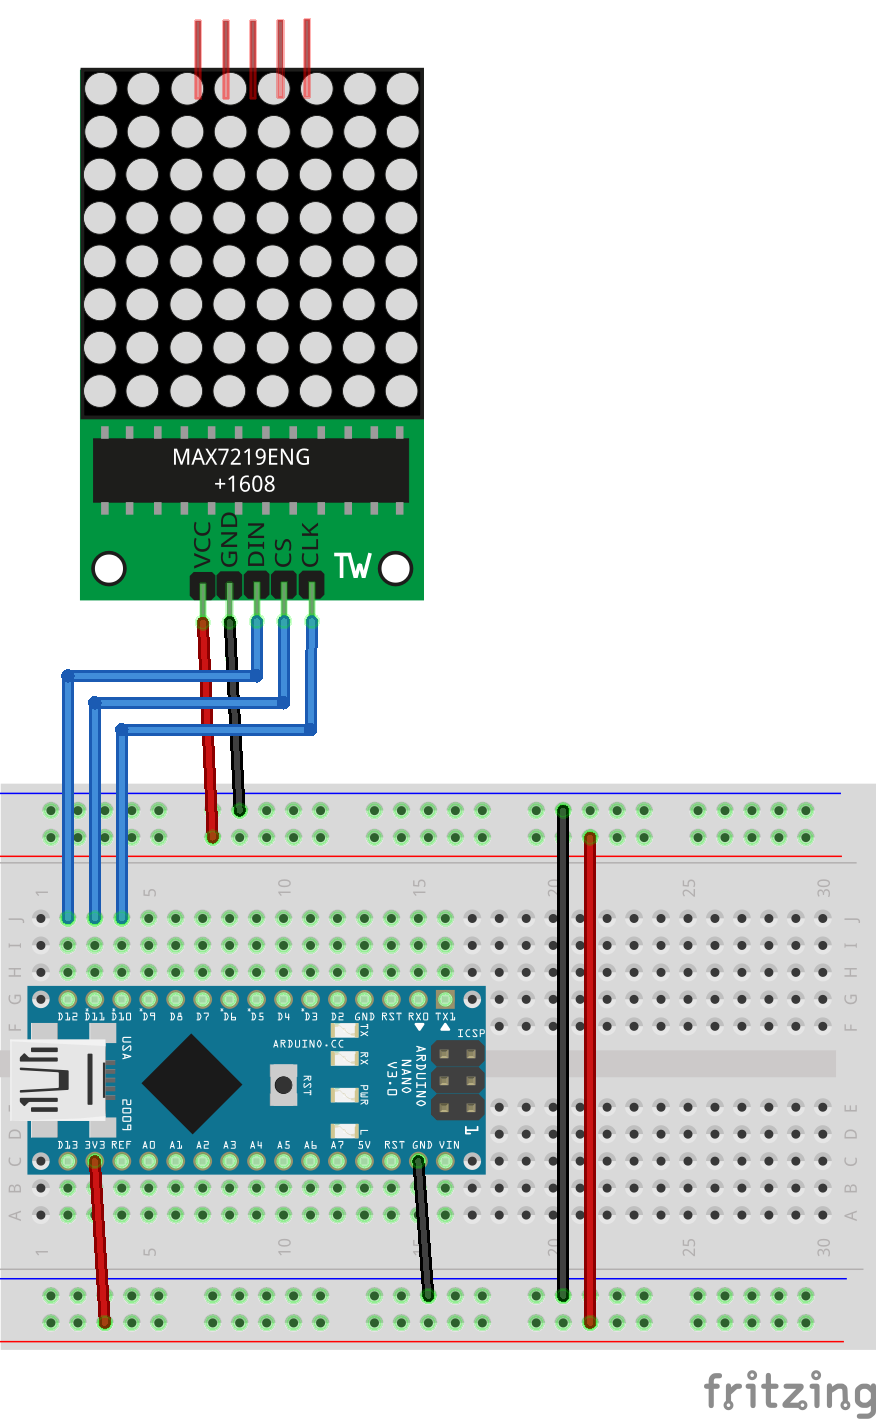 MAX7219ENG
+1608
VCC
GND
DIN
CS
CLK
TW
1 5 10 15 20 25 30
J J
I I
H H
G G
F F
D12 D11 D10 D9 D8 D7 D6 D5 D4 D3 D2 GND RST RX0 TX1
TX
RX
PWR
L
ICSP
USA
2009
ARDUINO.CC
RST
ARDUINO
NANO
V3.0
1
D13 3V3 REF A0 A1 A2 A3 A4 A5 A6 A7 5V RST GND VIN
E
D D
C C
B B
A A
1 5 10 15 20 25 30
fritzing